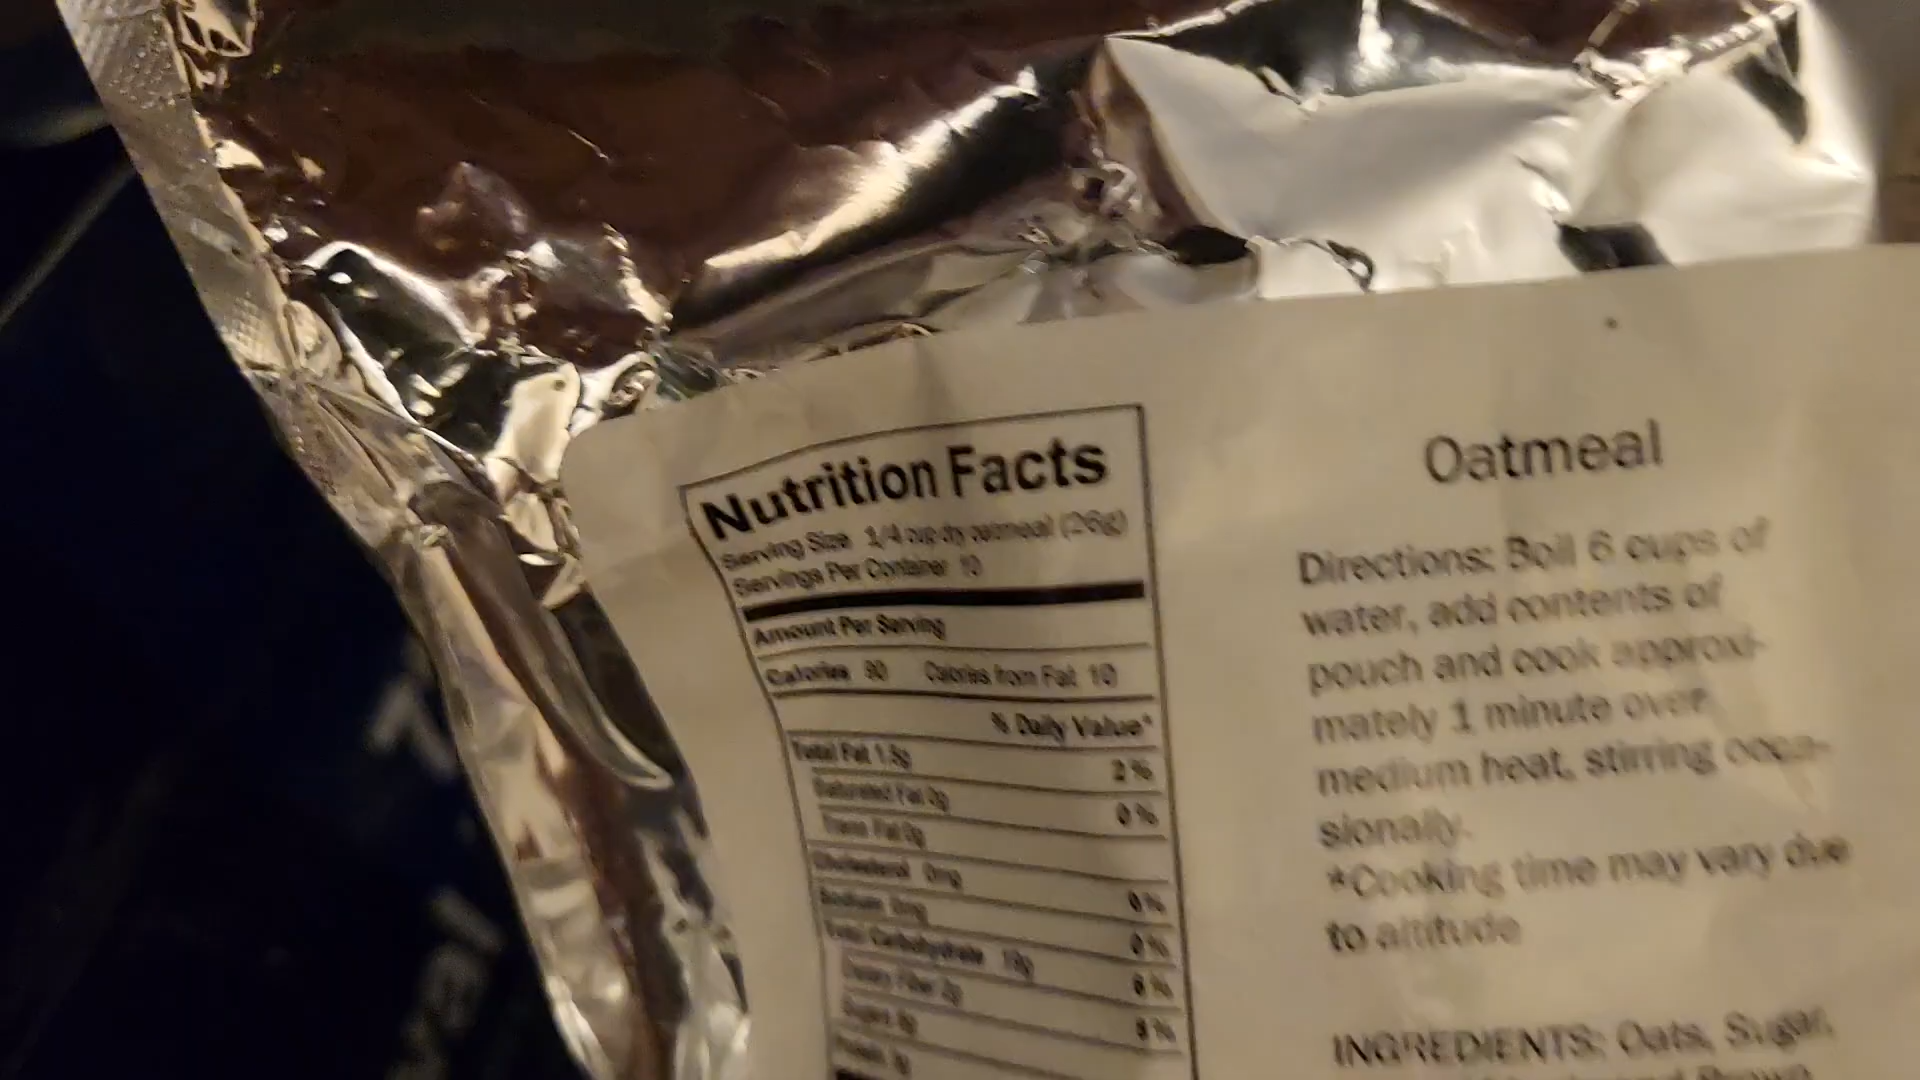 Nutrition Facts
Serving Size 1/4 cup dry oatmeal (26g)
Servings Per Container 10
Amount Per Serving
Calories 90 Calories from Fat 10
% Daily Value*
Total Fat 1.5g 2%
Saturated Fat 0g 0%
Trans Fat 0g
Cholesterol 0mg 0%
Sodium 0mg 0%
Total Carbohydrate 6%
Dietary Fiber 2g 8%
Sugars
Protein
Oatmeal
Directions: Boil 6 cups of
water, add contents of
pouch and cook approxi-
mately 1 minute over
medium heat, stirring occa-
sionally.
*Cooking time may vary due
to altitude
INGREDIENTS: Oats, Sugar,
Brown